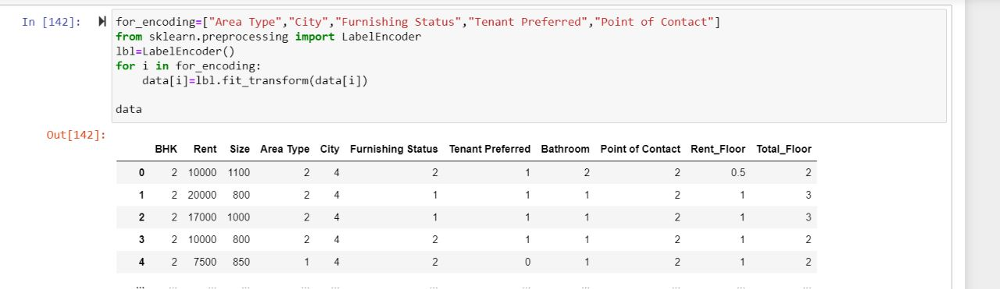 In [142]: for_encoding=["Area Type","City","Furnishing Status","Tenant Preferred","Point of Contact"]
from sklearn.preprocessing import LabelEncoder
lbl=LabelEncoder()
for i in for_encoding:
    data[i]=lbl.fit_transform(data[i])
data
Out[142]:
BHK Rent Size Area Type City Furnishing Status Tenant Preferred Bathroom Point of Contact Rent_Floor Total_Floor
0 2 10000 1100 2 4 2 1 2 2 0.5 2
1 2 20000 800 2 4 1 1 1 2 1 3
2 2 17000 1000 2 4 1 1 1 2 1 3
3 2 10000 800 2 4 2 1 1 2 1 2
4 2 7500 850 1 4 2 0 1 2 1 2
... ... ... ... ... ... ... ... ... ... ... ...